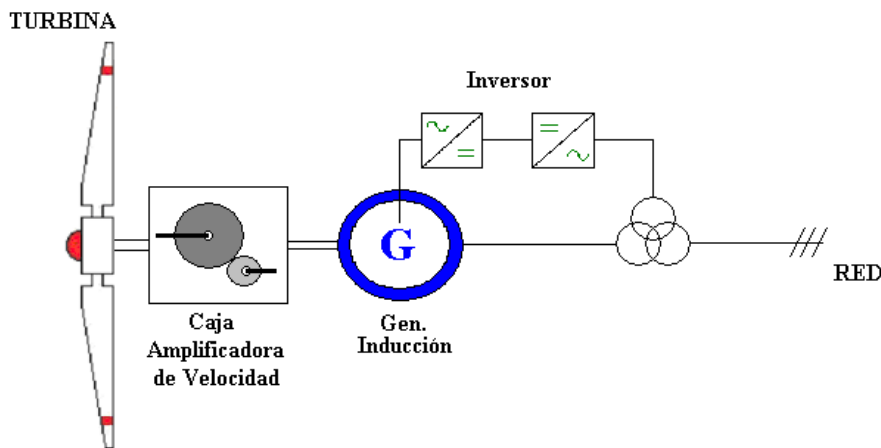 TURBINA
Inversor
G
Caja
Amplificadora
de Velocidad
Gen.
Inducción
RED